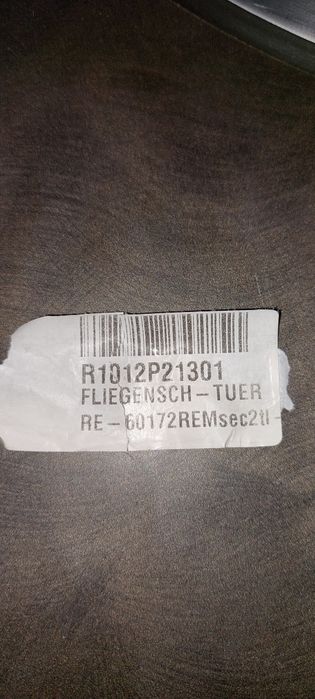 R1012P21301
FLIEGENSCH-TUER
RE-60172REMsec2tl-